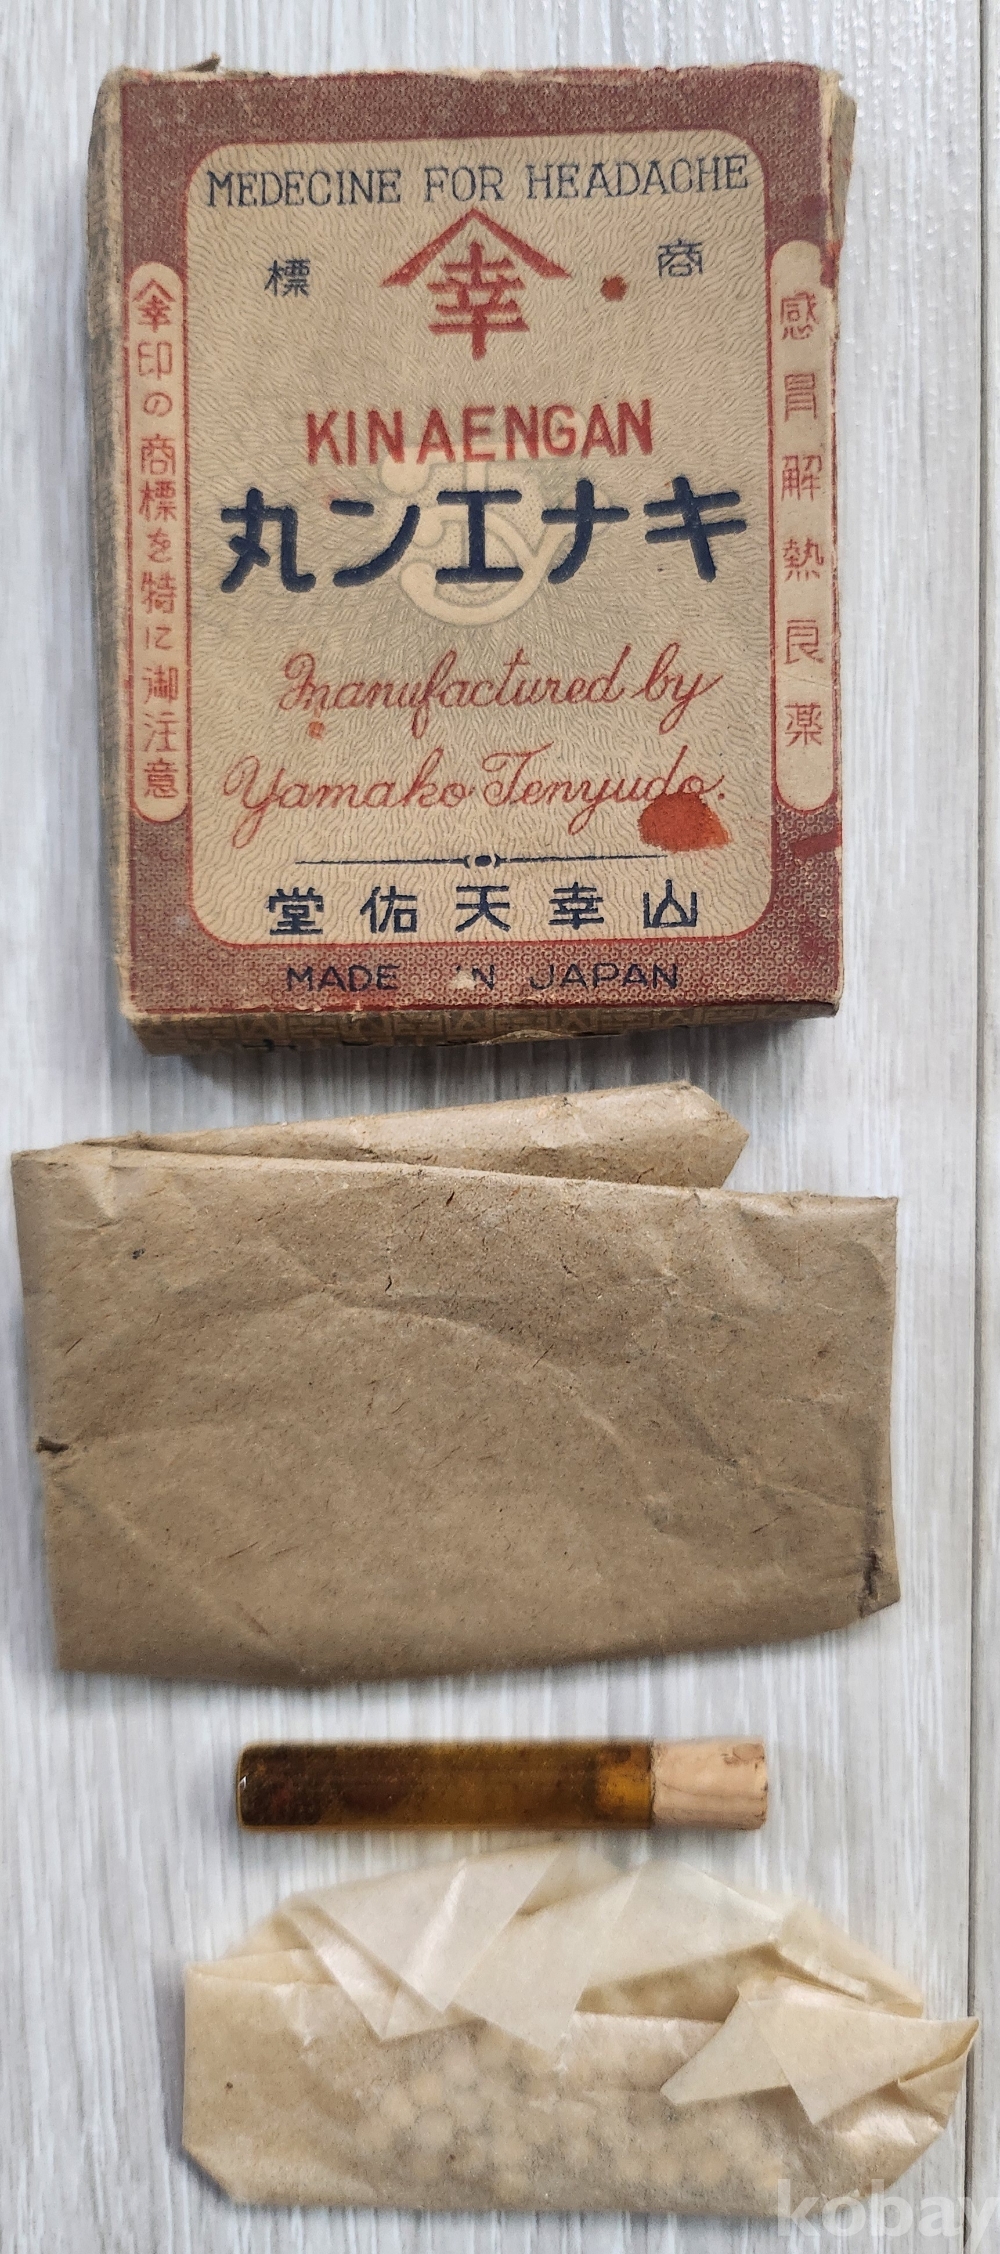 MEDECINE FOR HEADACHE
商標
幸
KINAENGAN
キナエン丸
Manufactured by
Yamako Tenyudo.
山幸天佑堂
MADE IN JAPAN
感冒解熱良薬
幸印の商標を特に御注意
kobay